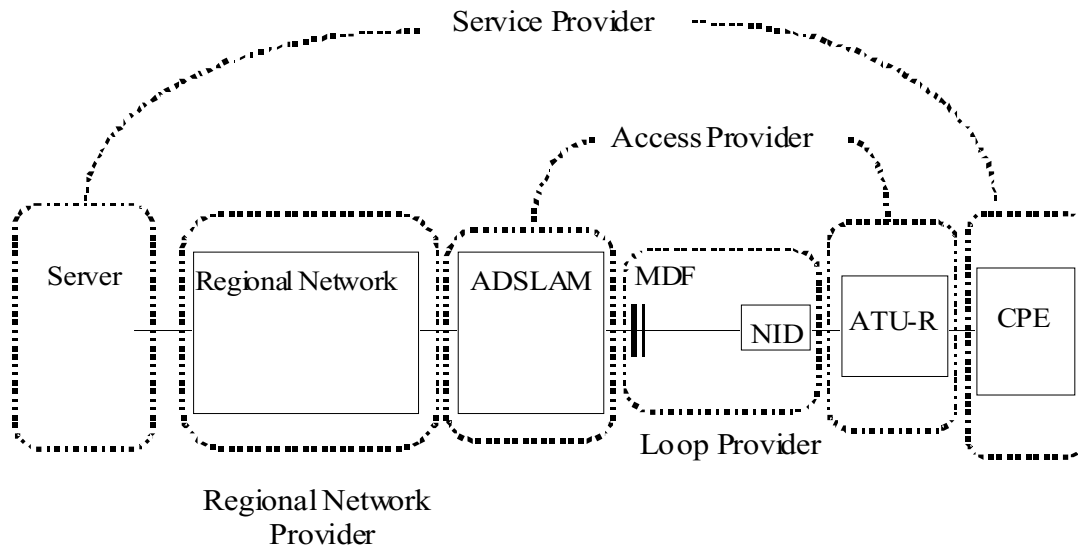 Service Provider
Access Provider
Server
Regional Network
ADSLAM
MDF
NID
ATU-R
CPE
Loop Provider
Regional Network
Provider